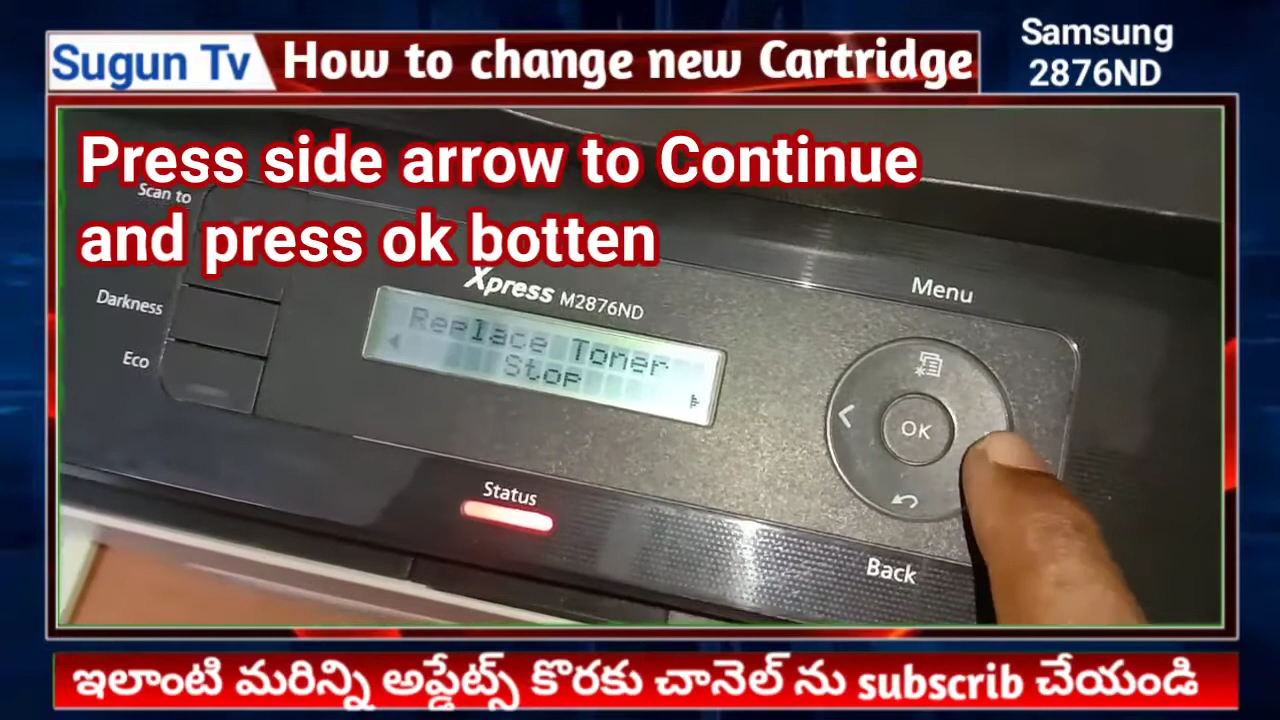 Sugun Tv How to change new Cartridge
Samsung
2876ND
Press side arrow to Continue
and press ok botten
Scan to
Darkness
Eco
Xpress M2876ND
Replace Toner
Stop
Menu
OK
Status
Back
ఇలాంటి మరిన్ని అప్డేట్స్ కొరకు చానెల్ ను subscrib చేయండి